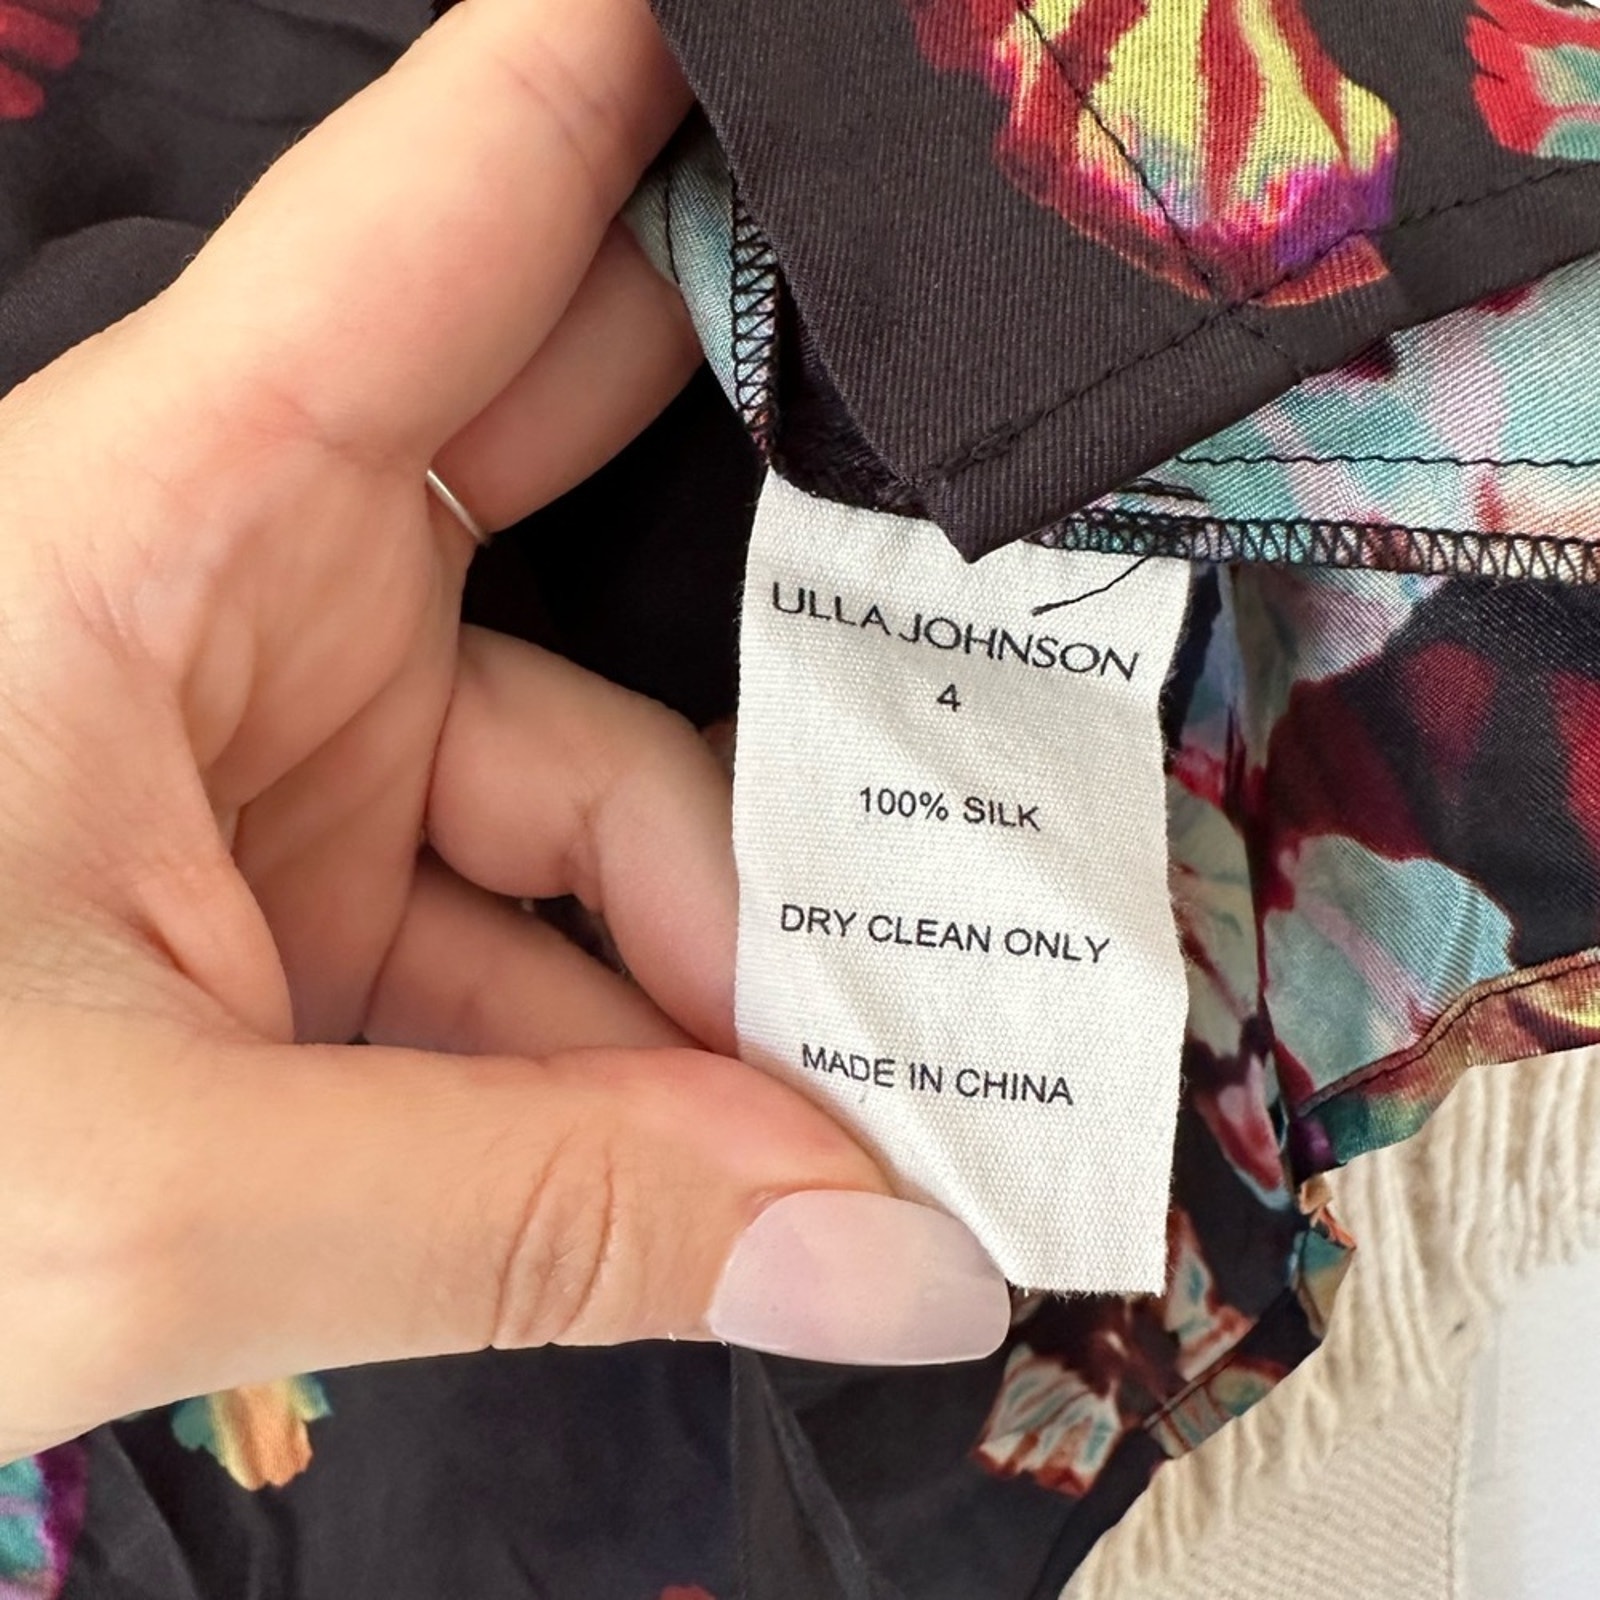 ULLA JOHNSON
4
100% SILK
DRY CLEAN ONLY
MADE IN CHINA